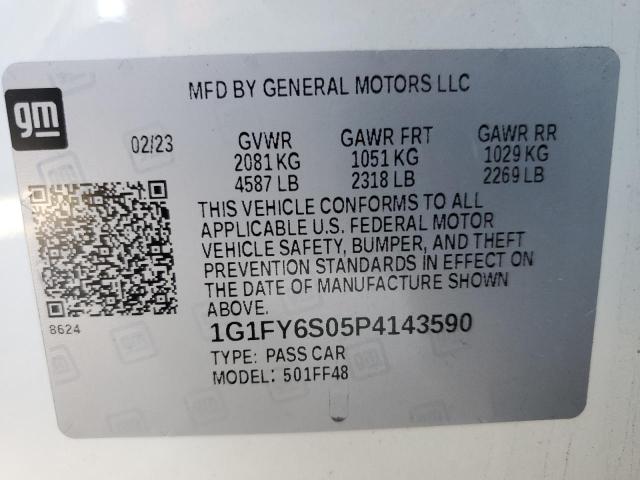 gm
MFD BY GENERAL MOTORS LLC
02/23 GVWR GAWR FRT GAWR RR
2081 KG 1051 KG 1029 KG
4587 LB 2318 LB 2269 LB
THIS VEHICLE CONFORMS TO ALL
APPLICABLE U.S. FEDERAL MOTOR
VEHICLE SAFETY, BUMPER, AND THEFT
PREVENTION STANDARDS IN EFFECT ON
THE DATE OF MANUFACTURE SHOWN
ABOVE.
8624
1G1FY6S05P4143590
TYPE: PASS CAR
MODEL: 501FF48